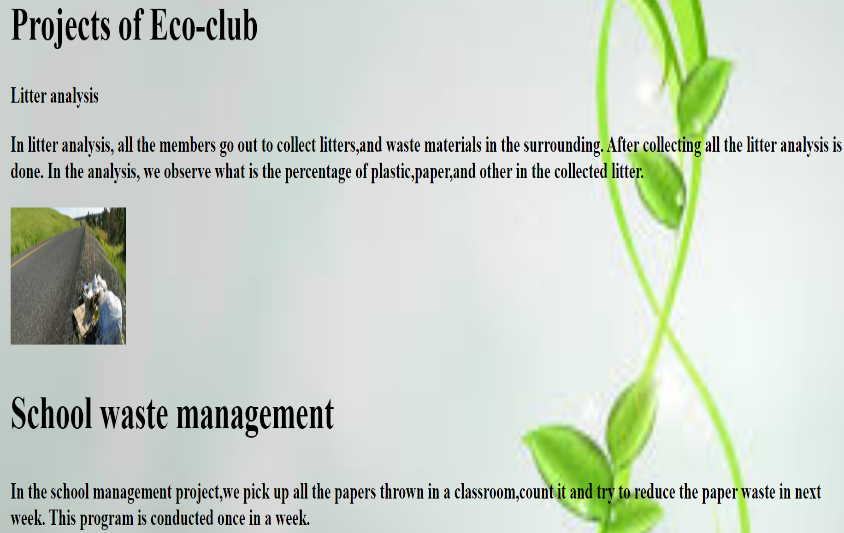 Projects of Eco-club
Litter analysis
In litter analysis, all the members go out to collect litters,and waste materials in the surrounding. After collecting all the litter analysis is
done. In the analysis, we observe what is the percentage of plastic,paper,and other in the collected litter.
School waste management
In the school management project,we pick up all the papers thrown in a classroom,count it and try to reduce the paper waste in next
week. This program is conducted once in a week.